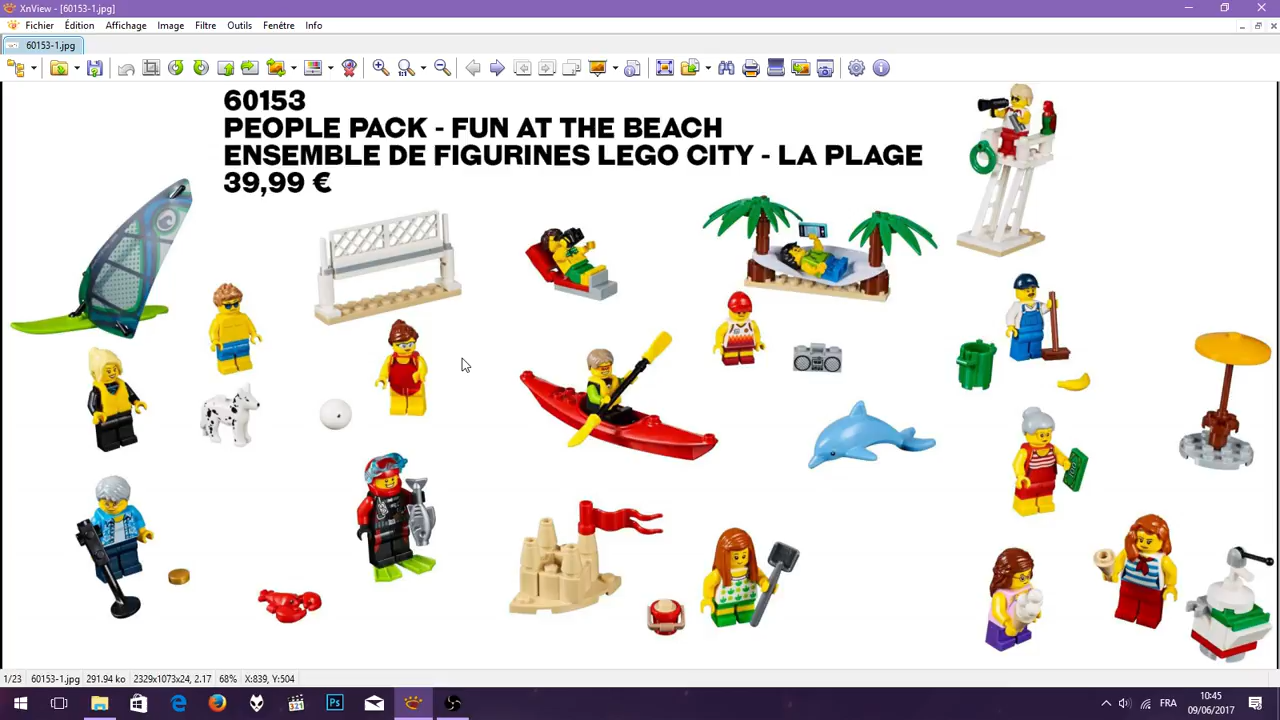 XnView - [60153-1.jpg]
Fichier Édition Affichage Image Filtre Outils Fenêtre Info
60153-1.jpg
60153
PEOPLE PACK - FUN AT THE BEACH
ENSEMBLE DE FIGURINES LEGO CITY - LA PLAGE
39,99 €
1/23 60153-1.jpg 291.94 ko 2329x1073x24, 2.17 68% X:839, Y:504
321
Ps
FRA
10:45
09/06/2017